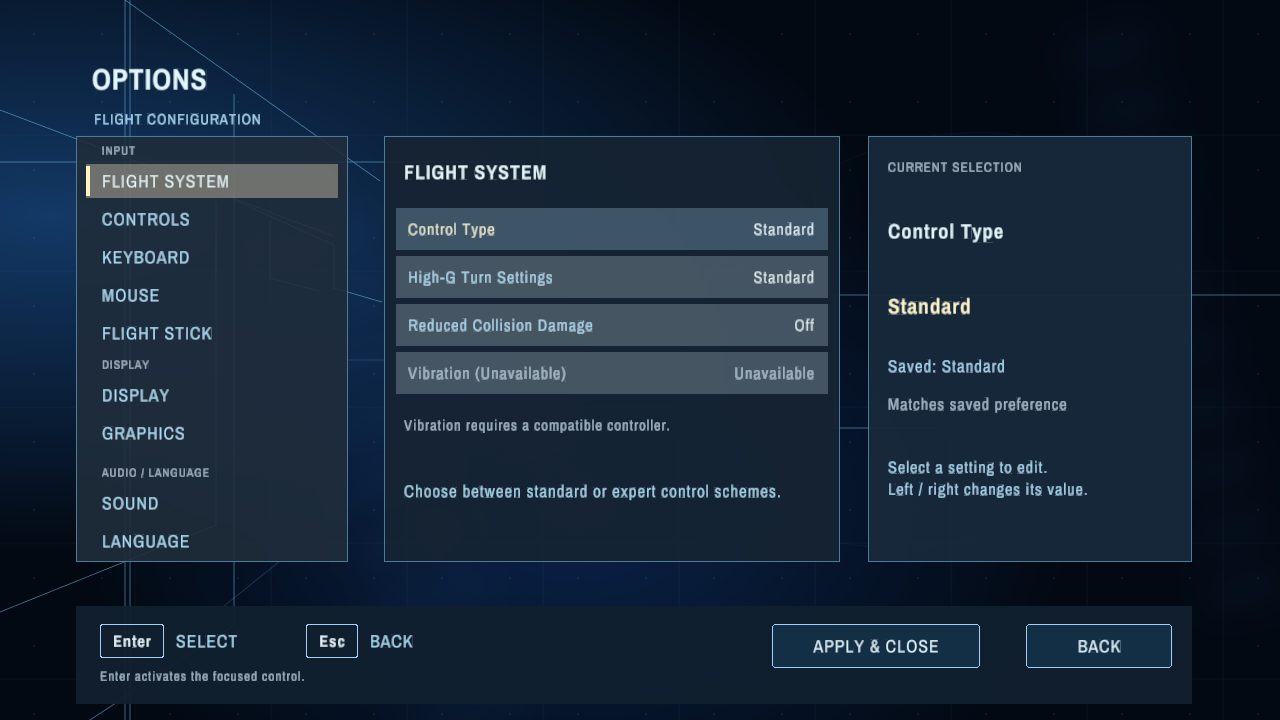 OPTIONS
FLIGHT CONFIGURATION
INPUT
FLIGHT SYSTEM
CONTROLS
KEYBOARD
MOUSE
FLIGHT STICK
DISPLAY
DISPLAY
GRAPHICS
AUDIO / LANGUAGE
SOUND
LANGUAGE
FLIGHT SYSTEM
Control Type Standard
High-G Turn Settings Standard
Reduced Collision Damage Off
Vibration (Unavailable) Unavailable
Vibration requires a compatible controller.
Choose between standard or expert control schemes.
CURRENT SELECTION
Control Type
Standard
Saved: Standard
Matches saved preference
Select a setting to edit.
Left / right changes its value.
Enter SELECT Esc BACK
Enter activates the focused control.
APPLY & CLOSE BACK